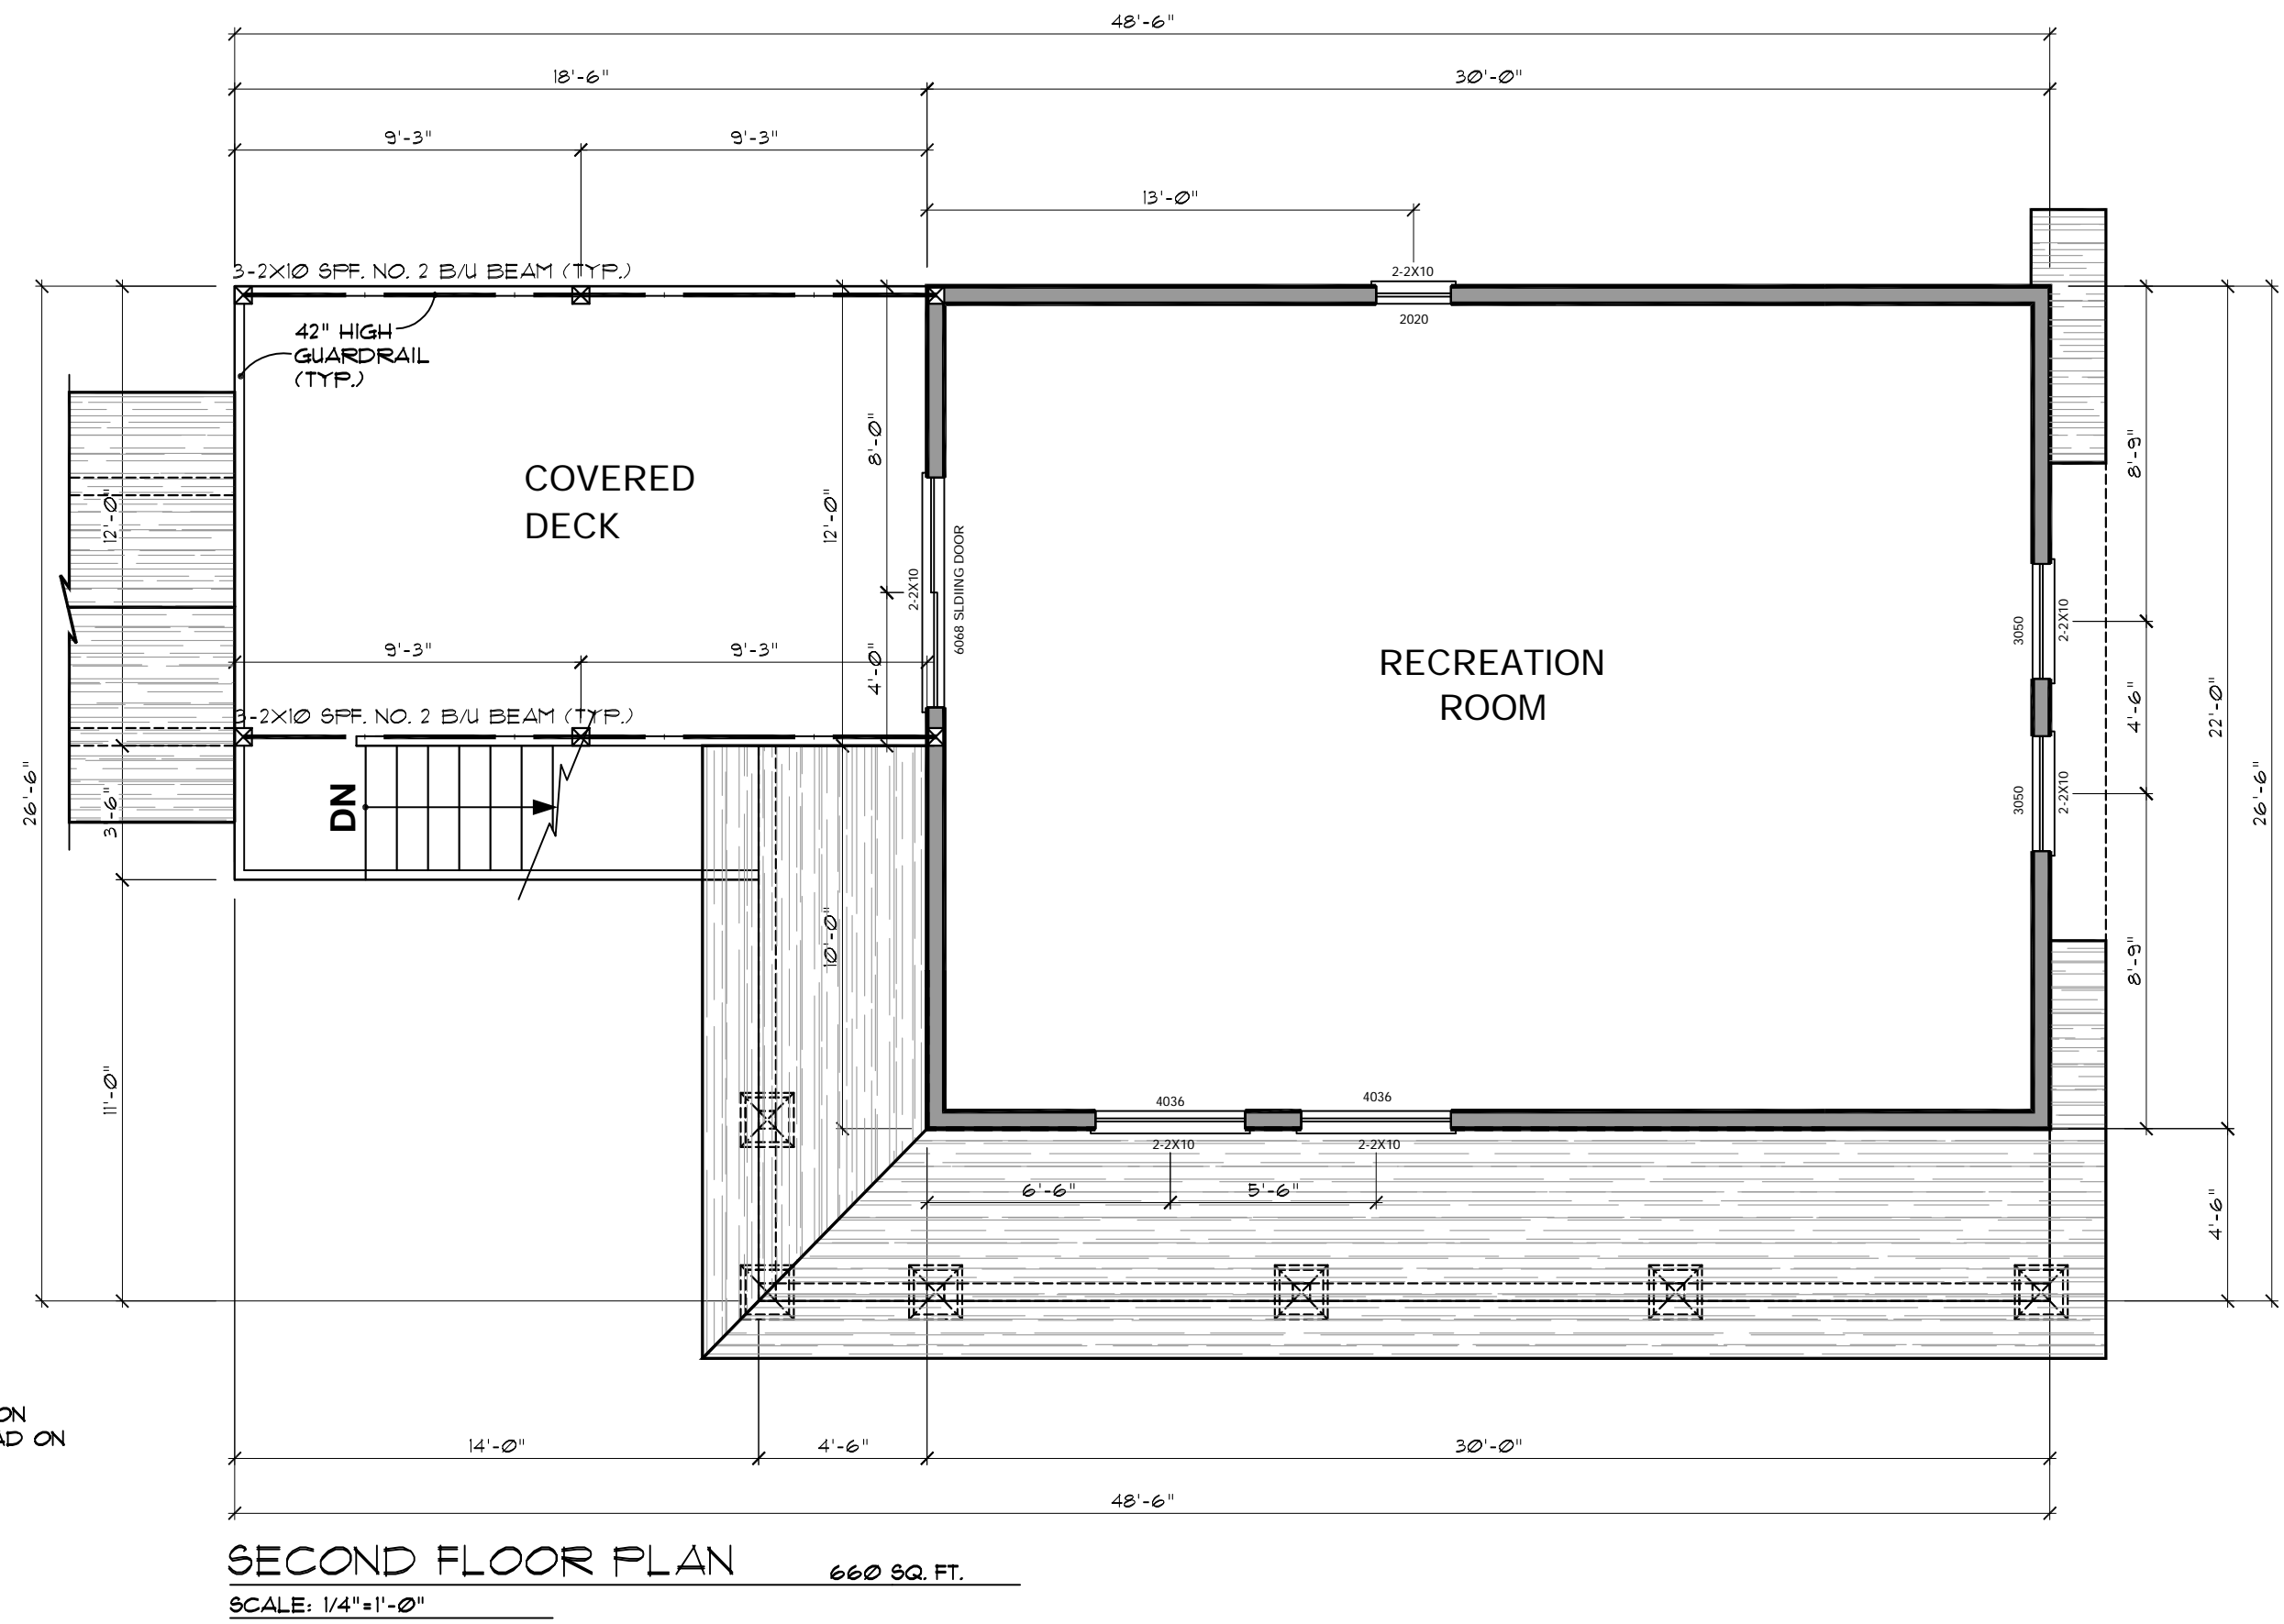 48'-6"
18'-6" 30'-0"
9'-3" 9'-3"
13'-0"
3-2X10 SPF. NO. 2 B/U BEAM (TYP.)
2-2X10
2020
42" HIGH
GUARDRAIL
(TYP.)
COVERED
DECK
12'-0"
12'-0"
8'-0"
4'-0"
2-2X10
6068 SLDIING DOOR
8'-9"
9'-3" 9'-3"
RECREATION
ROOM
3050
2-2X10
4'-6"
22'-0"
3-2X10 SPF. NO. 2 B/U BEAM (TYP.)
26'-6"
3'-6"
DN
3050
2-2X10
26'-6"
10'-0"
8'-9"
11'-0"
4036 4036
2-2X10 2-2X10
6'-6" 5'-6"
4'-6"
ON
AD ON
14'-0" 4'-6" 30'-0"
48'-6"
SECOND FLOOR PLAN 660 SQ. FT.
SCALE: 1/4"=1'-0"